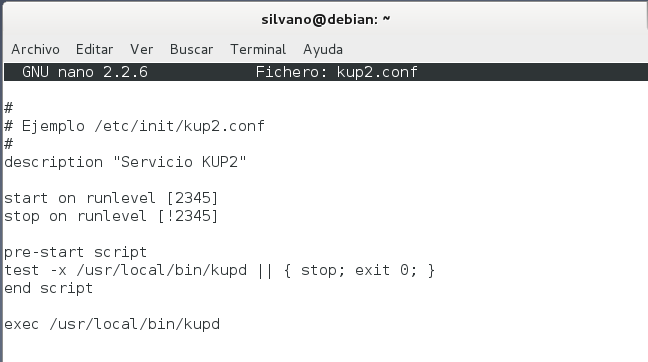 silvano@debian: ~
Archivo Editar Ver Buscar Terminal Ayuda
GNU nano 2.2.6 Fichero: kup2.conf
#
# Ejemplo /etc/init/kup2.conf
#
description "Servicio KUP2"
start on runlevel [2345]
stop on runlevel [!2345]
pre-start script
test -x /usr/local/bin/kupd || { stop; exit 0; }
end script
exec /usr/local/bin/kupd